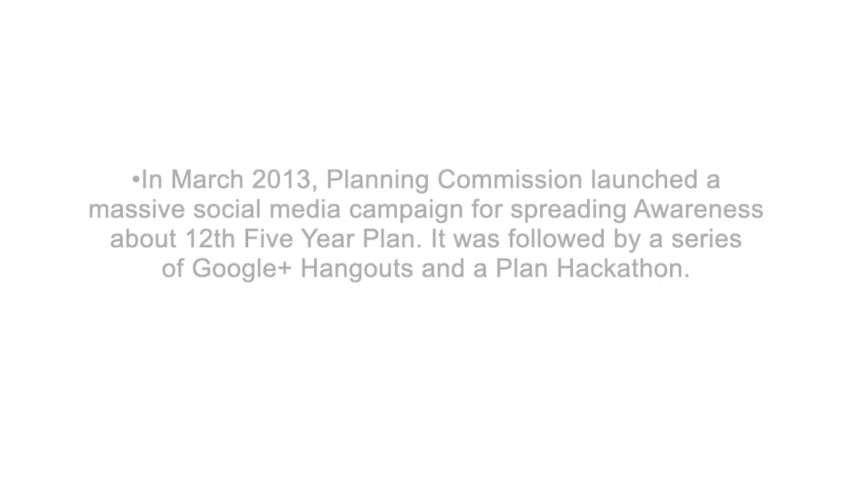 •In March 2013, Planning Commission launched a
massive social media campaign for spreading Awareness
about 12th Five Year Plan. It was followed by a series
of Google+ Hangouts and a Plan Hackathon.